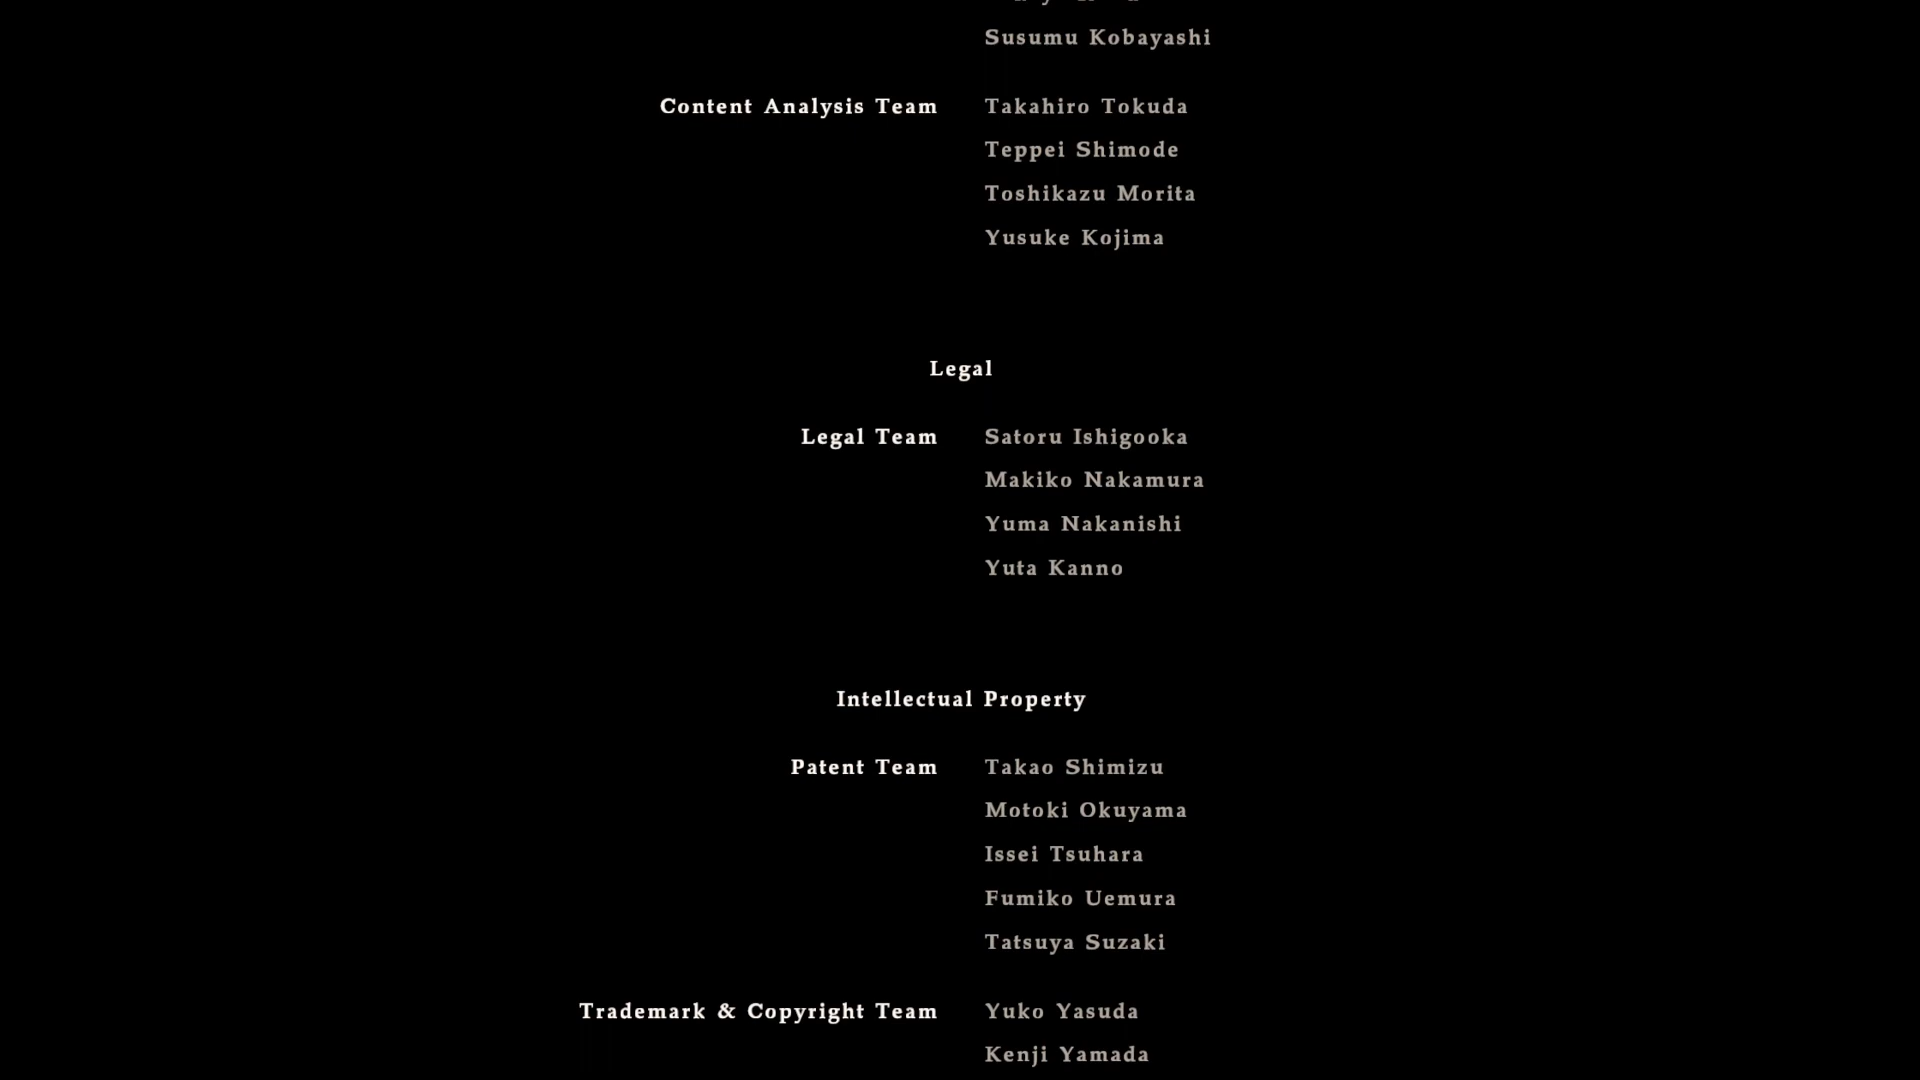 Susumu Kobayashi
Content Analysis Team Takahiro Tokuda
Teppei Shimode
Toshikazu Morita
Yusuke Kojima
Legal
Legal Team Satoru Ishigooka
Makiko Nakamura
Yuma Nakanishi
Yuta Kanno
Intellectual Property
Patent Team Takao Shimizu
Motoki Okuyama
Issei Tsuhara
Fumiko Uemura
Tatsuya Suzaki
Trademark & Copyright Team Yuko Yasuda
Kenji Yamada